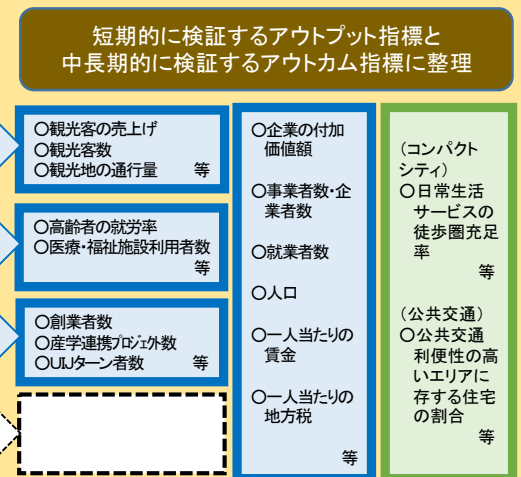 短期的に検証するアウトプット指標と
中長期的に検証するアウトカム指標に整理
○観光客の売上げ
○観光客数
○観光地の通行量 等
○高齢者の就労率
○医療・福祉施設利用者数
等
○創業者数
○産学連携プロジェクト数
○UIJターン者数 等
○企業の付加
価値額
○事業者数・企
業者数
○就業者数
○人口
○一人当たりの
賃金
○一人当たりの
地方税
等
（コンパクト
シティ）
○日常生活
サービスの
徒歩圏充足
率
等
（公共交通）
○公共交通
利便性の高
いエリアに
存する住宅
の割合
等